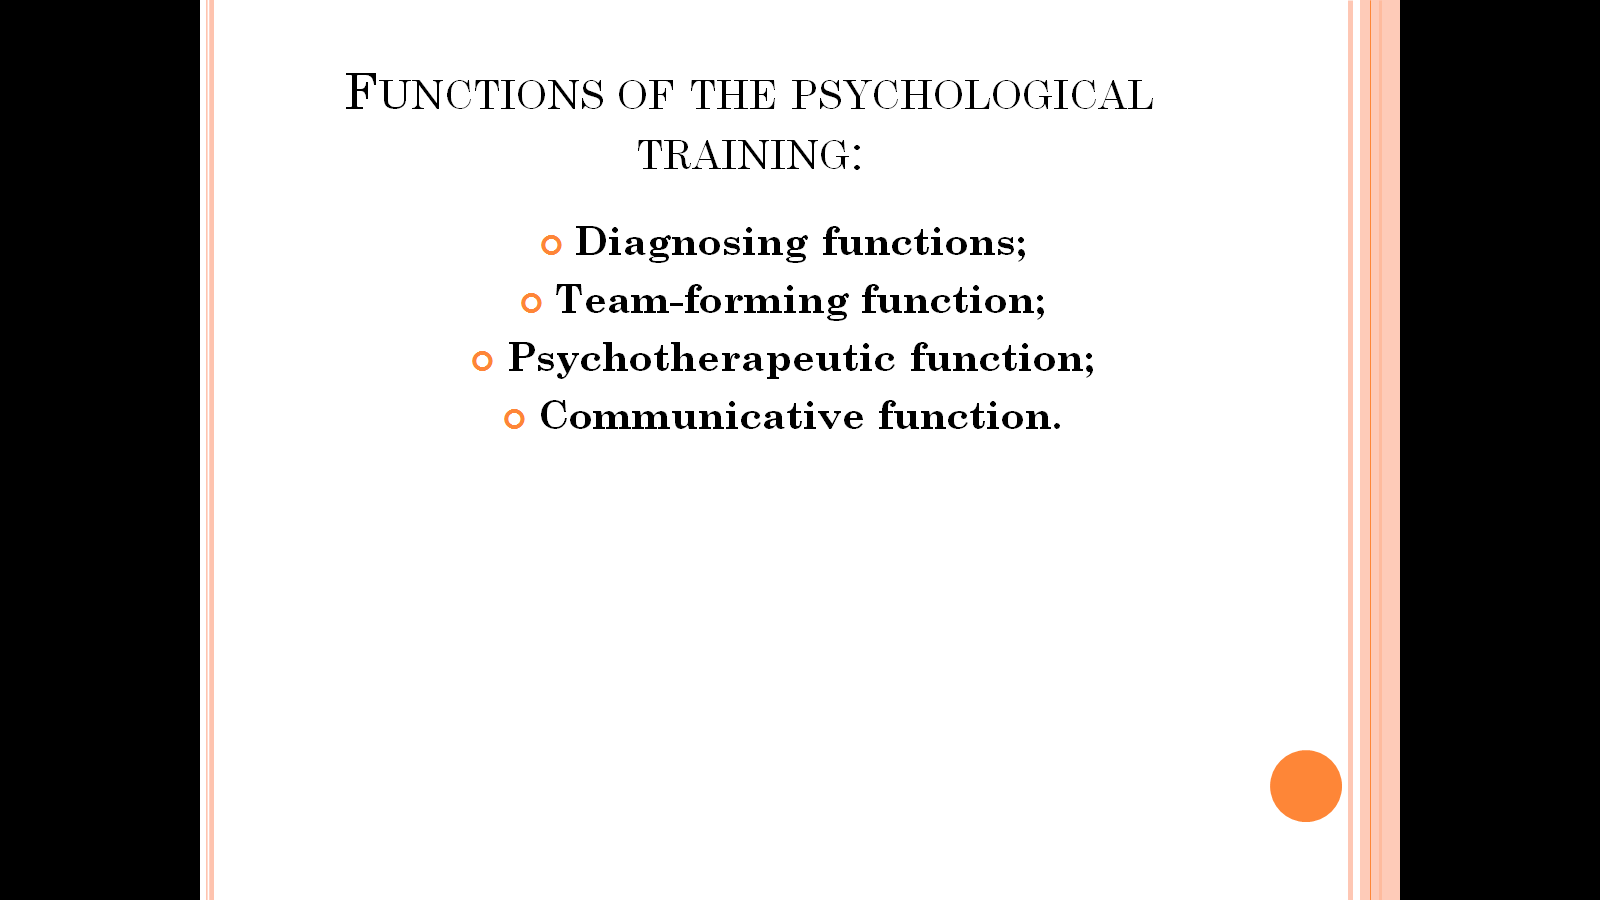 Functions of the psychological
training:
Diagnosing functions;
Team-forming function;
Psychotherapeutic function;
Communicative function.